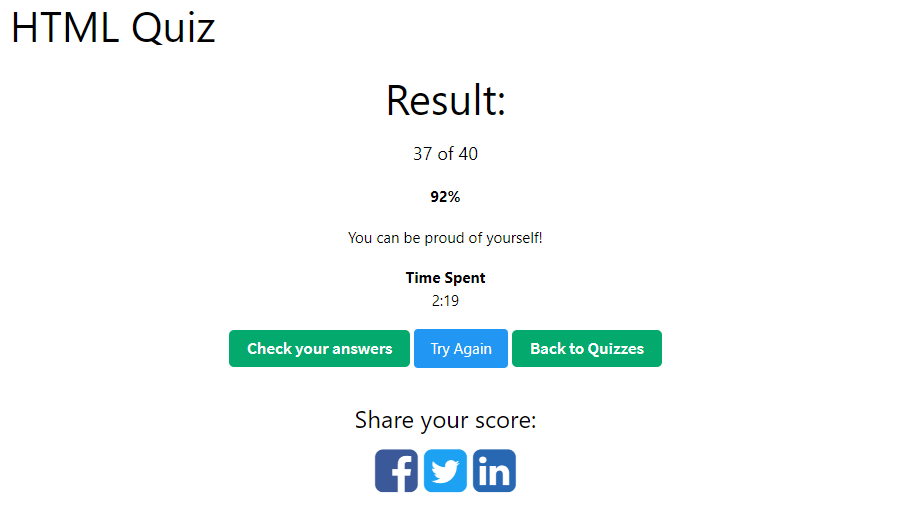 HTML Quiz
Result:
37 of 40
92%
You can be proud of yourself!
Time Spent
2:19
Check your answers Try Again Back to Quizzes
Share your score:
f in